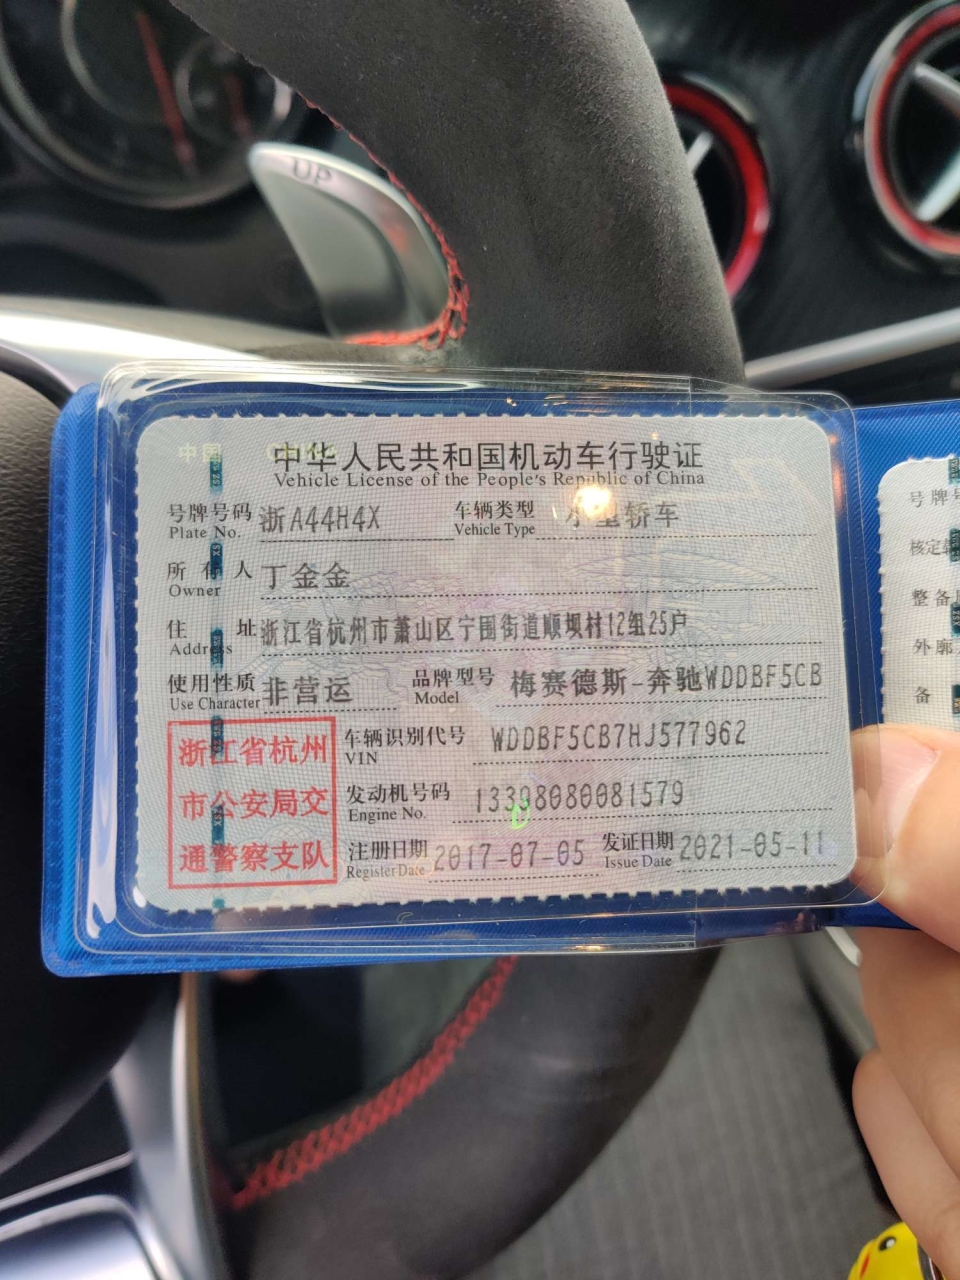 UP
中国 CHINA
中华人民共和国机动车行驶证
Vehicle License of the People's Republic of China
号牌号码 浙A44H4X 车辆类型 小型轿车
Plate No. Vehicle Type
所有人 丁金金
Owner
住址 浙江省杭州市萧山区宁围街道顺坝村12组25户
Address
使用性质 非营运 品牌型号 梅赛德斯-奔驰WDDBF5CB
Use Character Model
浙江省杭州
市公安局交
通警察支队
车辆识别代号 WDDBF5CB7HJ577962
VIN
发动机号码 13398080081579
Engine No.
注册日期 2017-07-05 发证日期 2021-05-11
Register Date Issue Date
号牌号
核定载
整备
外廓
备